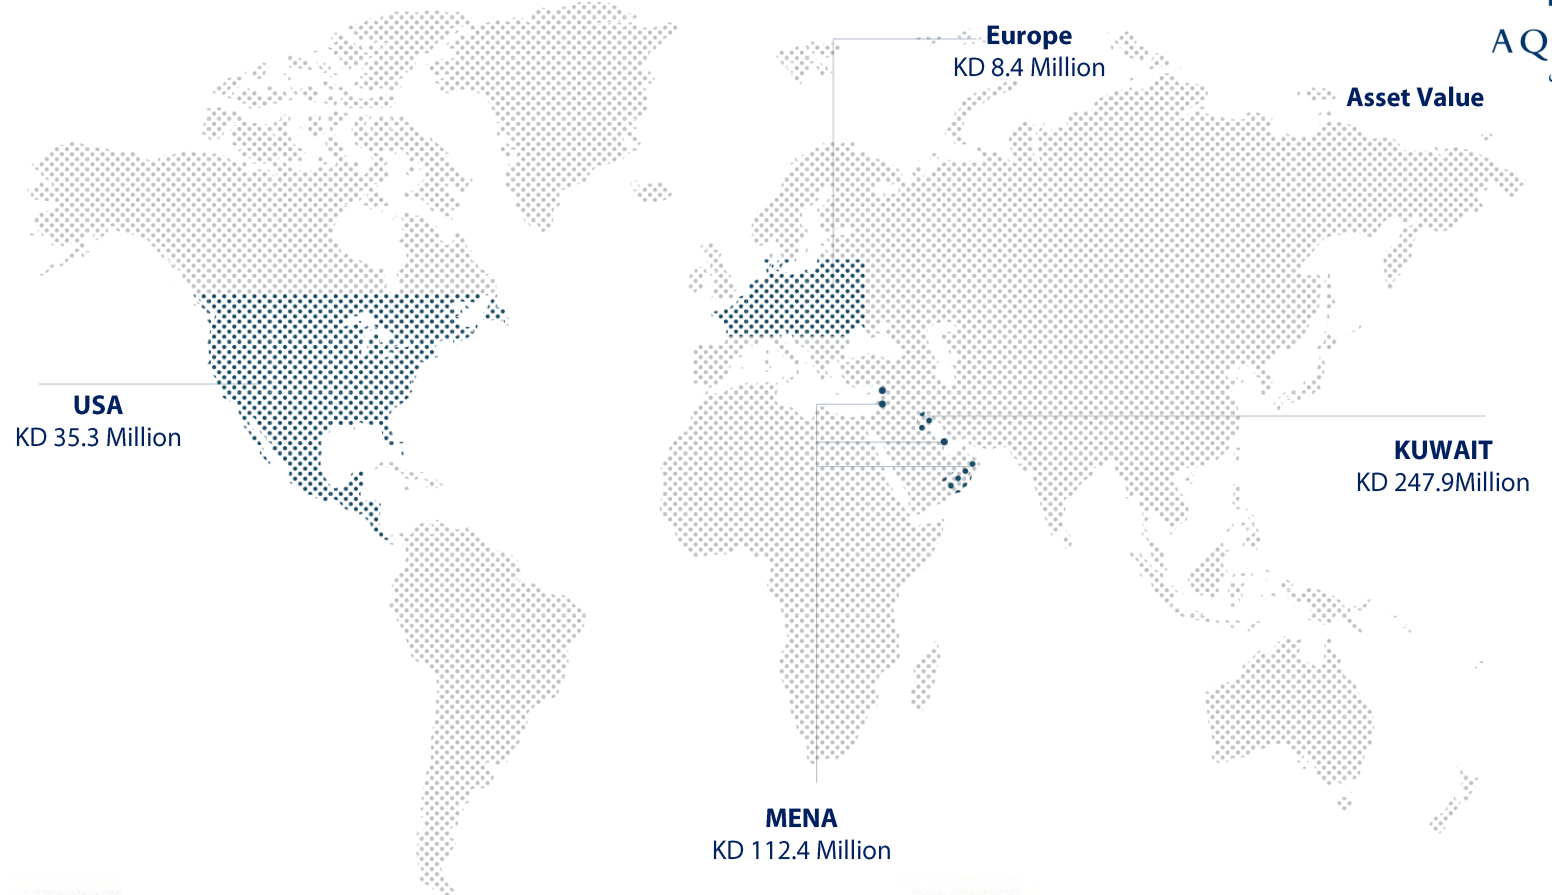 Europe
KD 8.4 Million
AQ
Asset Value
USA
KD 35.3 Million
KUWAIT
KD 247.9Million
MENA
KD 112.4 Million